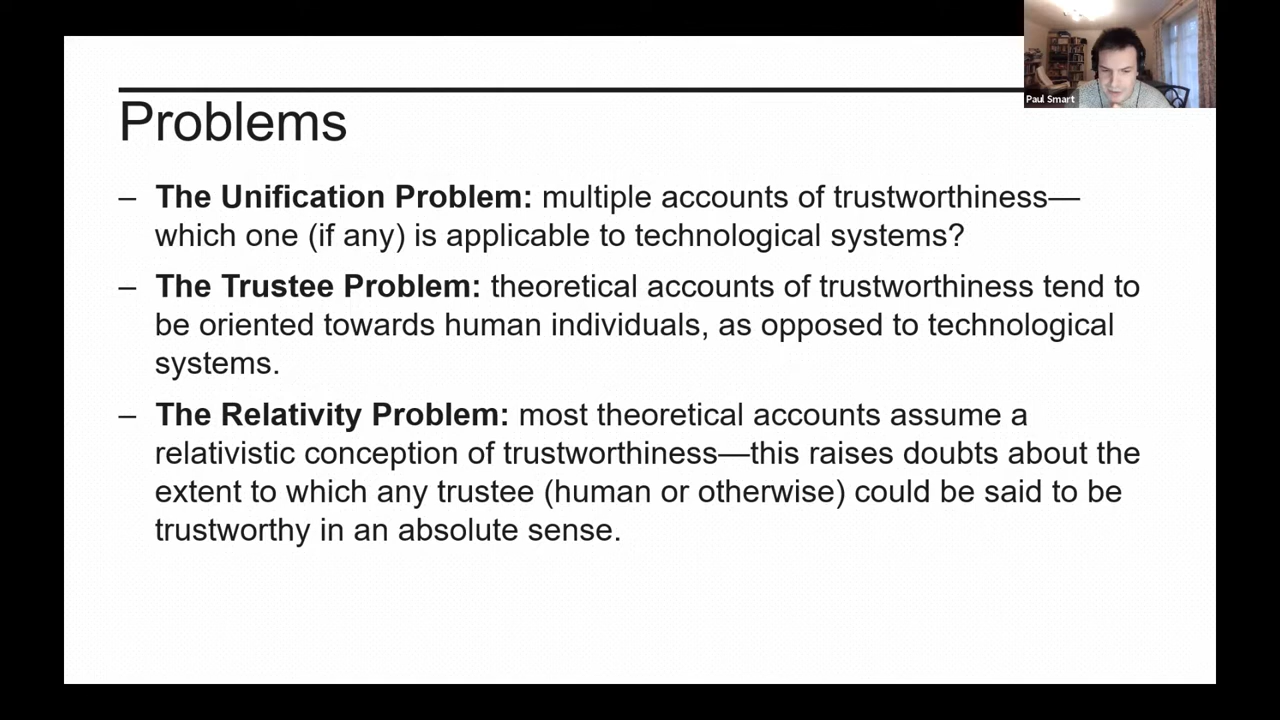 Paul Smart
Problems
– The Unification Problem: multiple accounts of trustworthiness—
which one (if any) is applicable to technological systems?
– The Trustee Problem: theoretical accounts of trustworthiness tend to
be oriented towards human individuals, as opposed to technological
systems.
– The Relativity Problem: most theoretical accounts assume a
relativistic conception of trustworthiness—this raises doubts about the
extent to which any trustee (human or otherwise) could be said to be
trustworthy in an absolute sense.